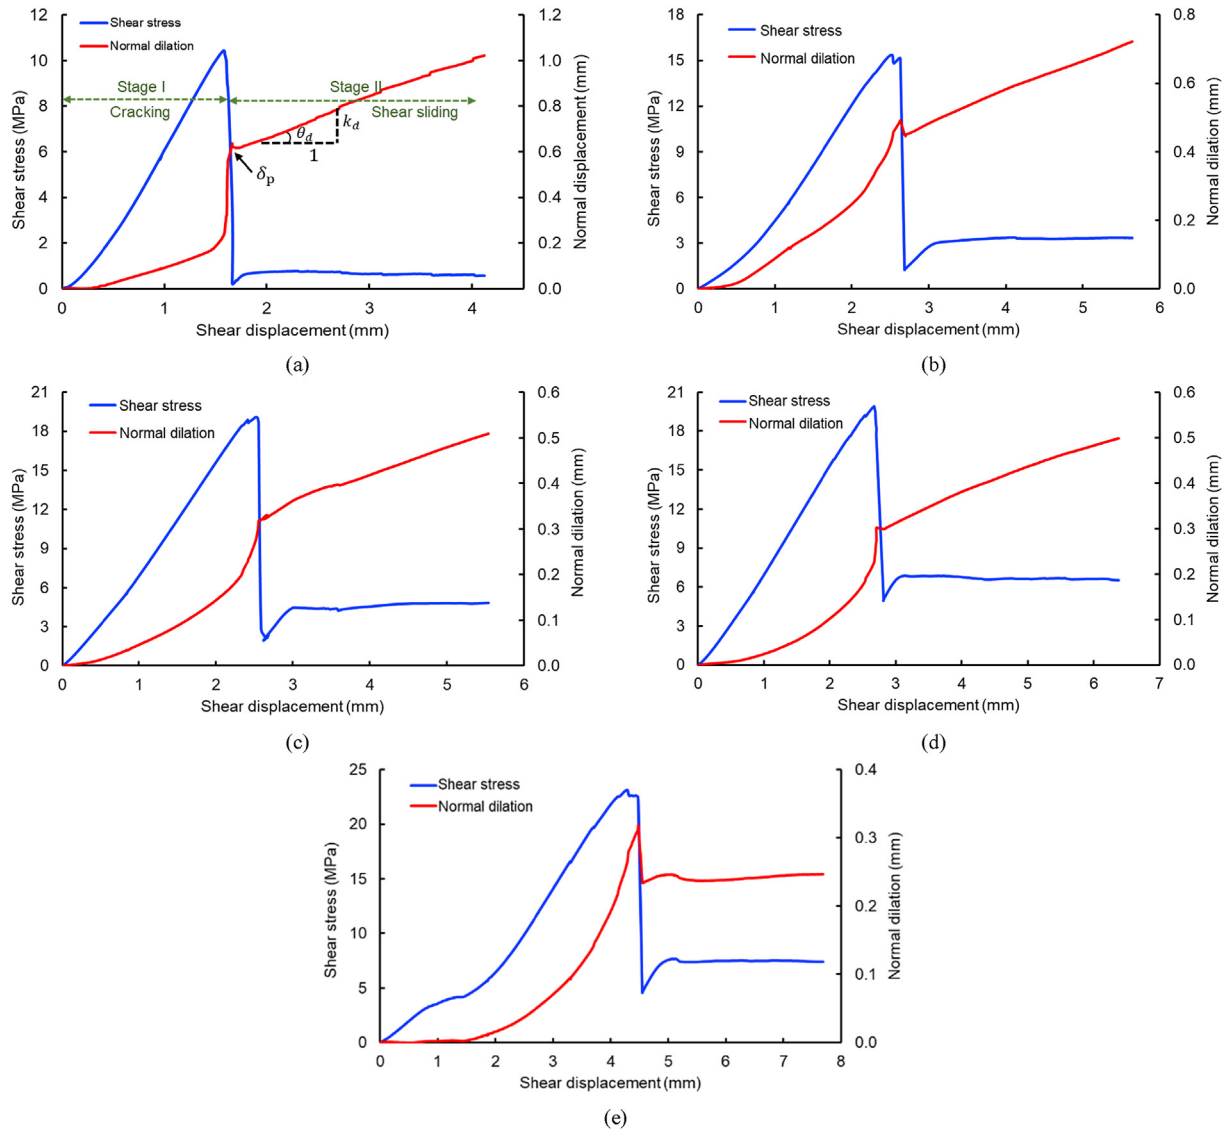 Shear stress
Normal dilation
Stage I
Cracking
Stage II
Shear sliding
θd
kd
1
δp
12
10
8
6
4
2
0
1.2
1.0
0.8
0.6
0.4
0.2
0.0
0 1 2 3 4
Shear stress (MPa)
Normal displacement (mm)
Shear displacement (mm)
(a)
Shear stress
Normal dilation
18
15
12
9
6
3
0
0.8
0.6
0.4
0.2
0.0
0 1 2 3 4 5 6
Shear stress (MPa)
Normal dilation (mm)
Shear displacement (mm)
(b)
Shear stress
Normal dilation
21
18
15
12
9
6
3
0
0.6
0.5
0.4
0.3
0.2
0.1
0.0
0 1 2 3 4 5 6
Shear stress (MPa)
Normal dilation (mm)
Shear displacement (mm)
(c)
Shear stress
Normal dilation
21
18
15
12
9
6
3
0
0.6
0.5
0.4
0.3
0.2
0.1
0.0
0 1 2 3 4 5 6 7
Shear stress (MPa)
Normal dilation (mm)
Shear displacement (mm)
(d)
Shear stress
Normal dilation
25
20
15
10
5
0
0.4
0.3
0.2
0.1
0.0
0 1 2 3 4 5 6 7 8
Shear stress (MPa)
Normal dilation (mm)
Shear displacement (mm)
(e)